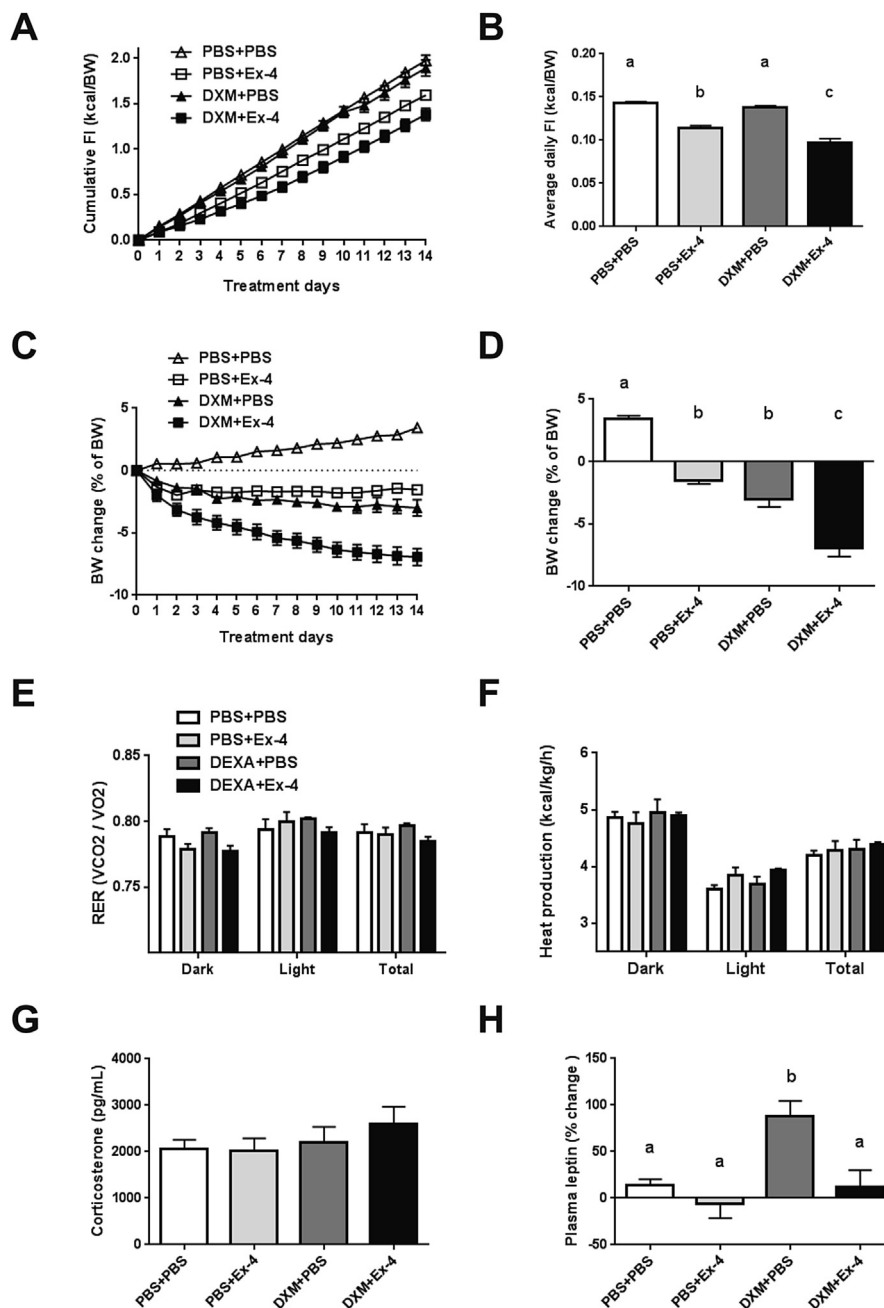 A
PBS+PBS
PBS+Ex-4
DXM+PBS
DXM+Ex-4
Cumulative FI (kcal/BW)
2.0
1.5
1.0
0.5
0.0
0 1 2 3 4 5 6 7 8 9 10 11 12 13 14
Treatment days
B
Average daily FI (kcal/BW)
0.20
0.15
0.10
0.05
0.00
a b a c
PBS+PBS PBS+Ex-4 DXM+PBS DXM+Ex-4
C
PBS+PBS
PBS+Ex-4
DXM+PBS
DXM+Ex-4
BW change (% of BW)
5
0
-5
-10
0 1 2 3 4 5 6 7 8 9 10 11 12 13 14
Treatment days
D
BW change (% of BW)
5
0
-5
-10
a b b c
PBS+PBS PBS+Ex-4 DXM+PBS DXM+Ex-4
E
PBS+PBS
PBS+Ex-4
DEXA+PBS
DEXA+Ex-4
RER (VCO2 / VO2)
0.85
0.80
0.75
Dark Light Total
F
Heat production (kcal/kg/h)
6
5
4
3
Dark Light Total
G
Corticosterone (pg/mL)
4000
3000
2000
1000
0
PBS+PBS PBS+Ex-4 DXM+PBS DXM+Ex-4
H
Plasma leptin (% change )
150
100
50
0
-50
a a b a
PBS+PBS PBS+Ex-4 DXM+PBS DXM+Ex-4